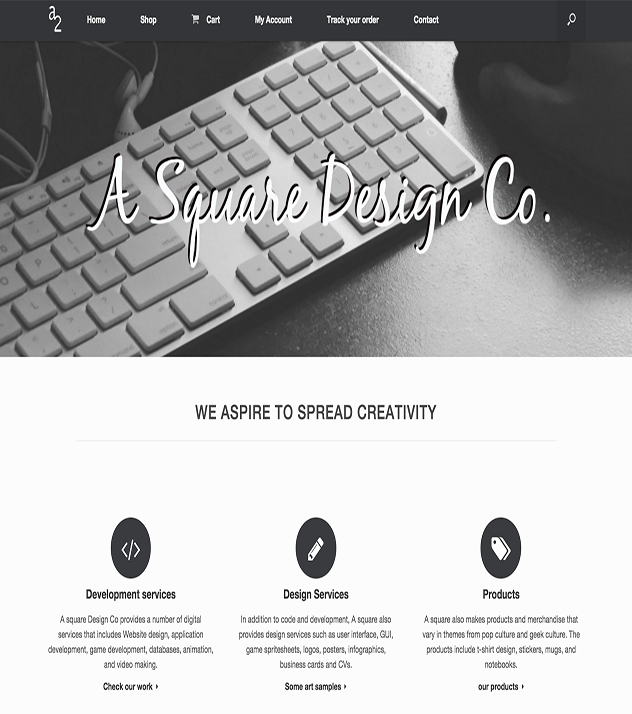 a2
Home Shop Cart My Account Track your order Contact
A Square Design Co.
WE ASPIRE TO SPREAD CREATIVITY
Development services
A square Design Co provides a number of digital
services that includes Website design, application
development, game development, databases, animation,
and video making.
Check our work
Design Services
In addition to code and development, A square also
provides design services such as user interface, GUI,
game spritesheets, logos, posters, infographics,
business cards and CVs.
Some art samples
Products
A square also makes products and merchandise that
vary in themes from pop culture and geek culture. The
products include t-shirt design, stickers, mugs, and
notebooks.
our products